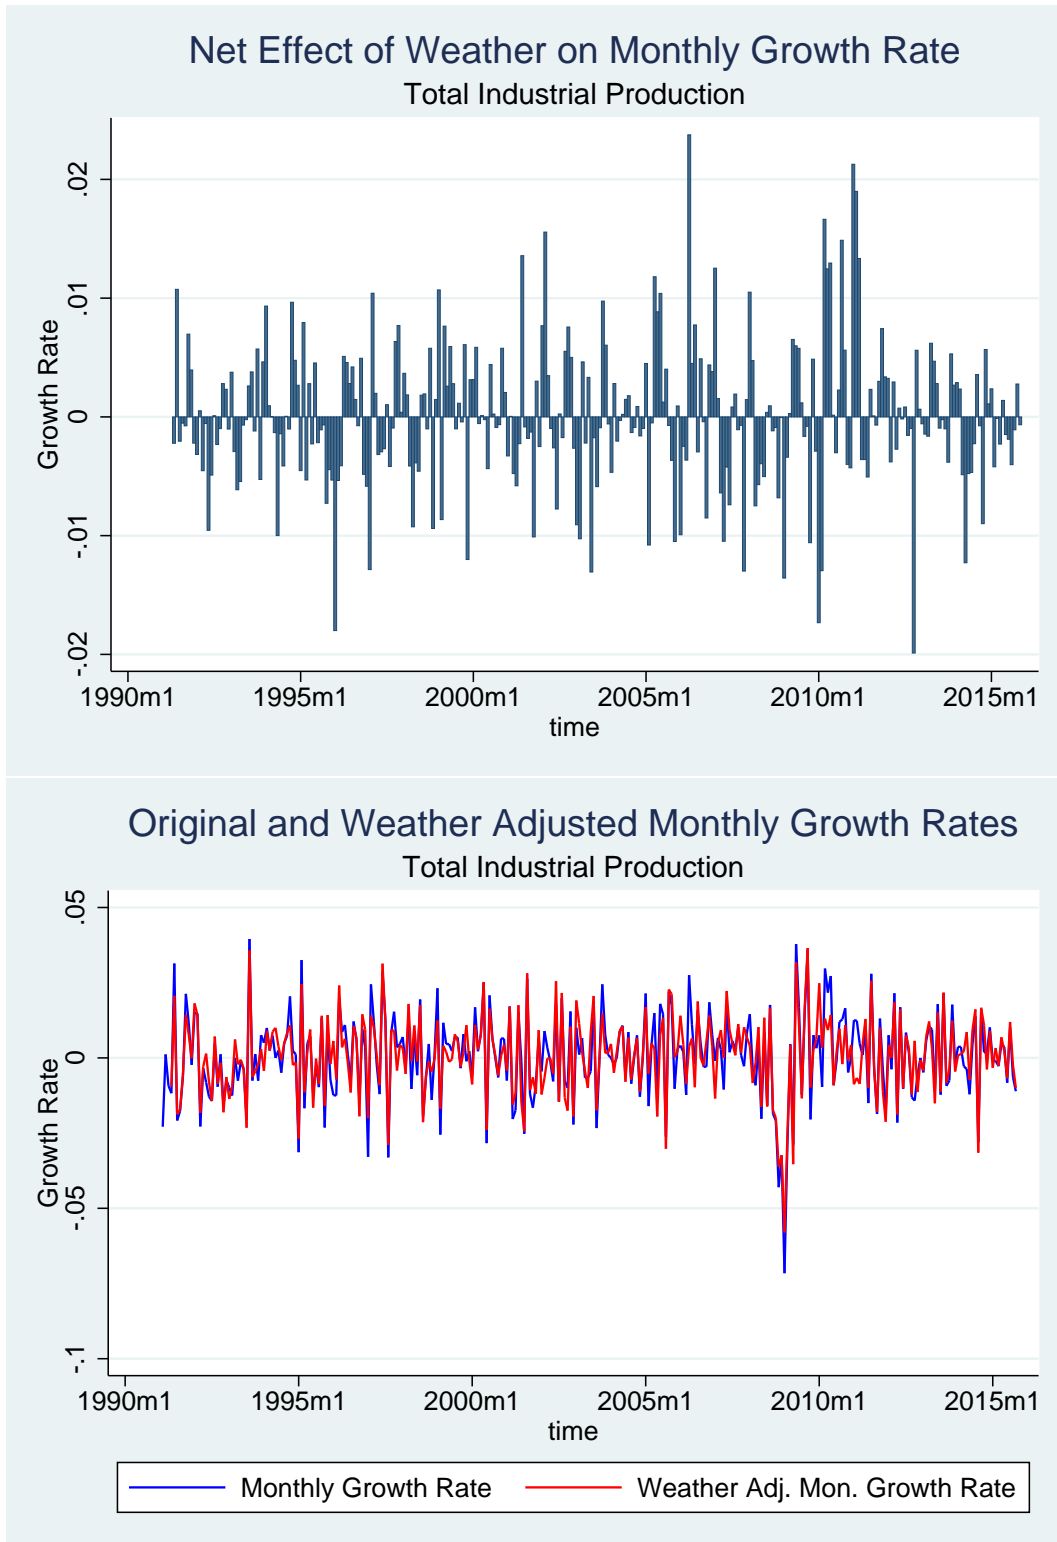 Net Effect of Weather on Monthly Growth Rate
Total Industrial Production
Growth Rate
.02
.01
0
-.01
-.02
1990m1 1995m1 2000m1 2005m1 2010m1 2015m1
time
Original and Weather Adjusted Monthly Growth Rates
Total Industrial Production
Growth Rate
.05
0
-.05
-.1
1990m1 1995m1 2000m1 2005m1 2010m1 2015m1
time
Monthly Growth Rate Weather Adj. Mon. Growth Rate